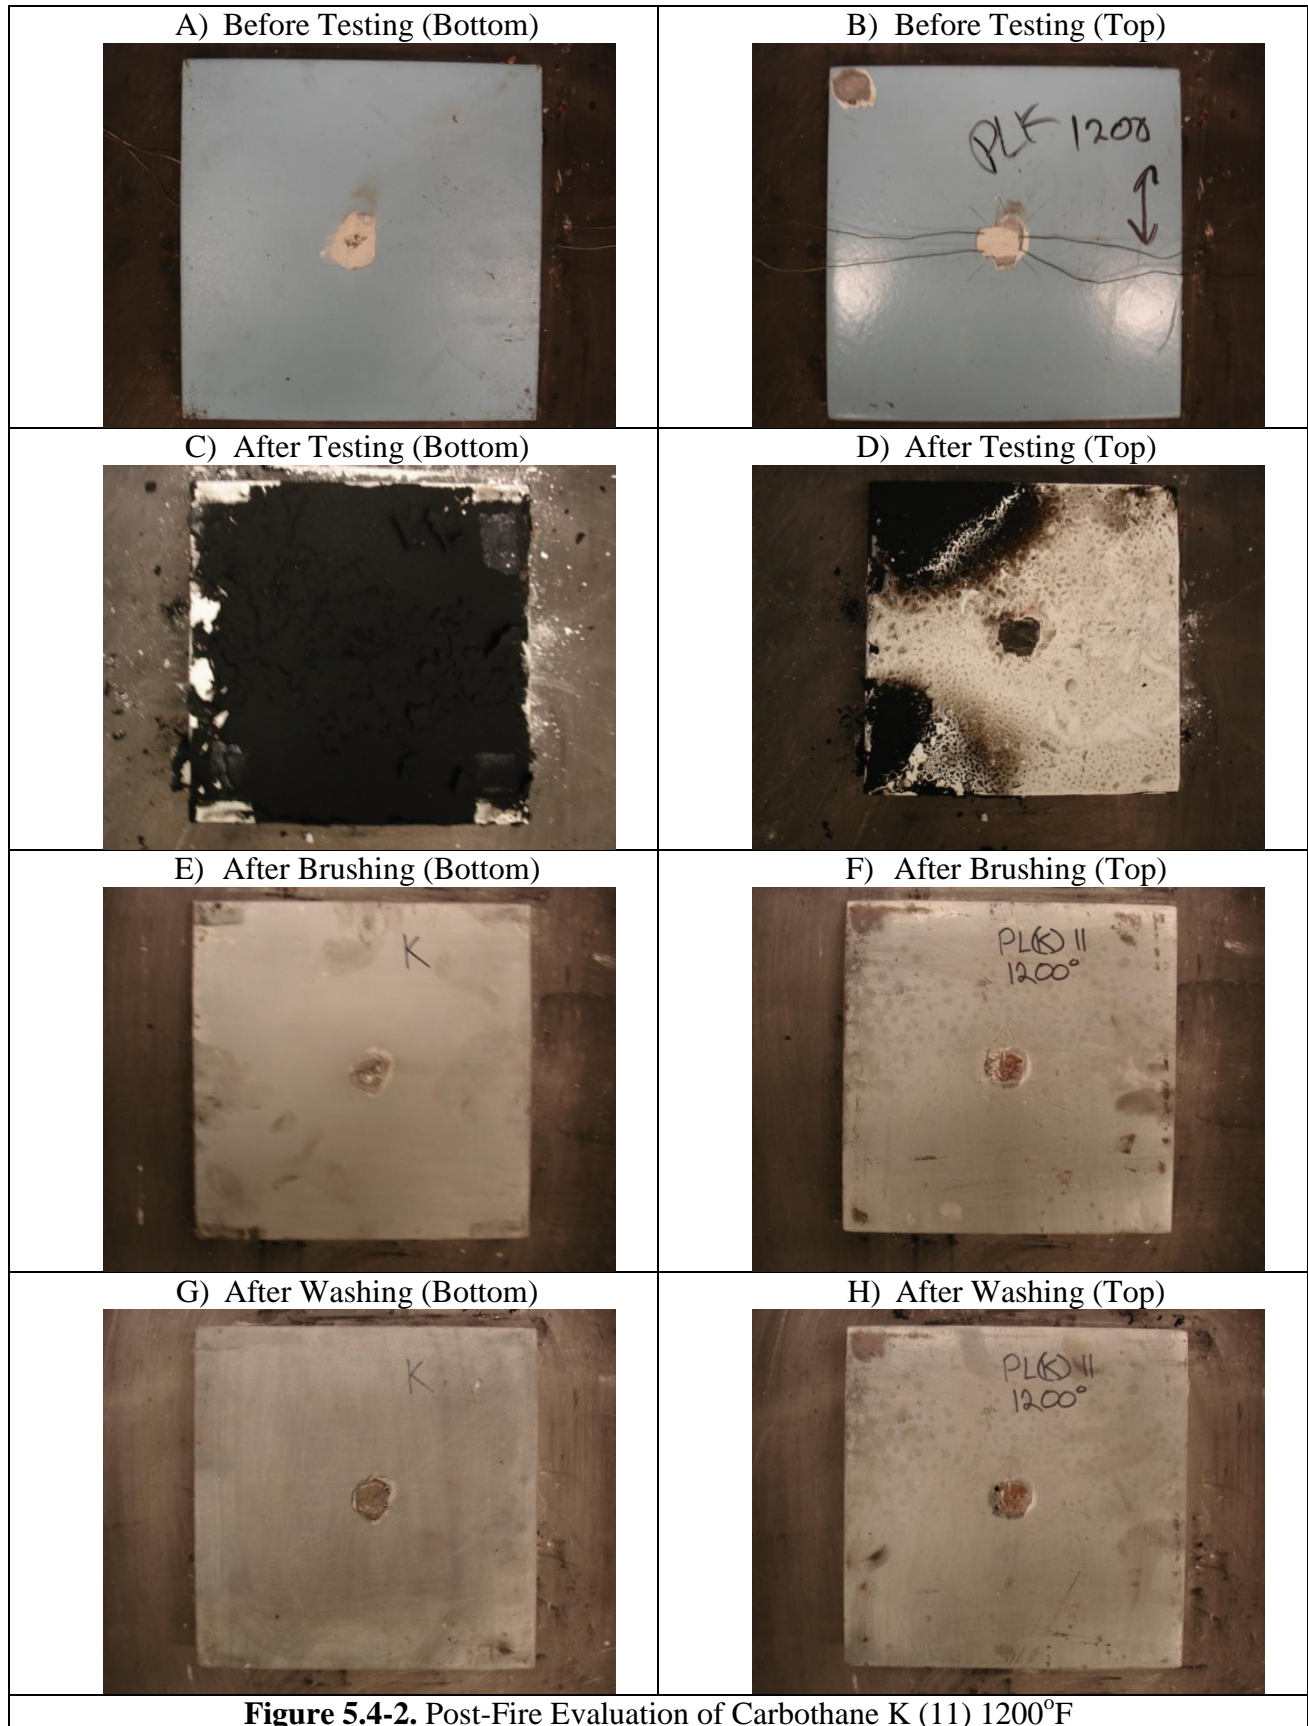 A) Before Testing (Bottom)
B) Before Testing (Top)
PLK 1200
C) After Testing (Bottom)
D) After Testing (Top)
E) After Brushing (Bottom)
F) After Brushing (Top)
K
PL(K) 11
1200°
G) After Washing (Bottom)
H) After Washing (Top)
K
PL(K) 11
1200°
Figure 5.4-2. Post-Fire Evaluation of Carbothane K (11) 1200°F